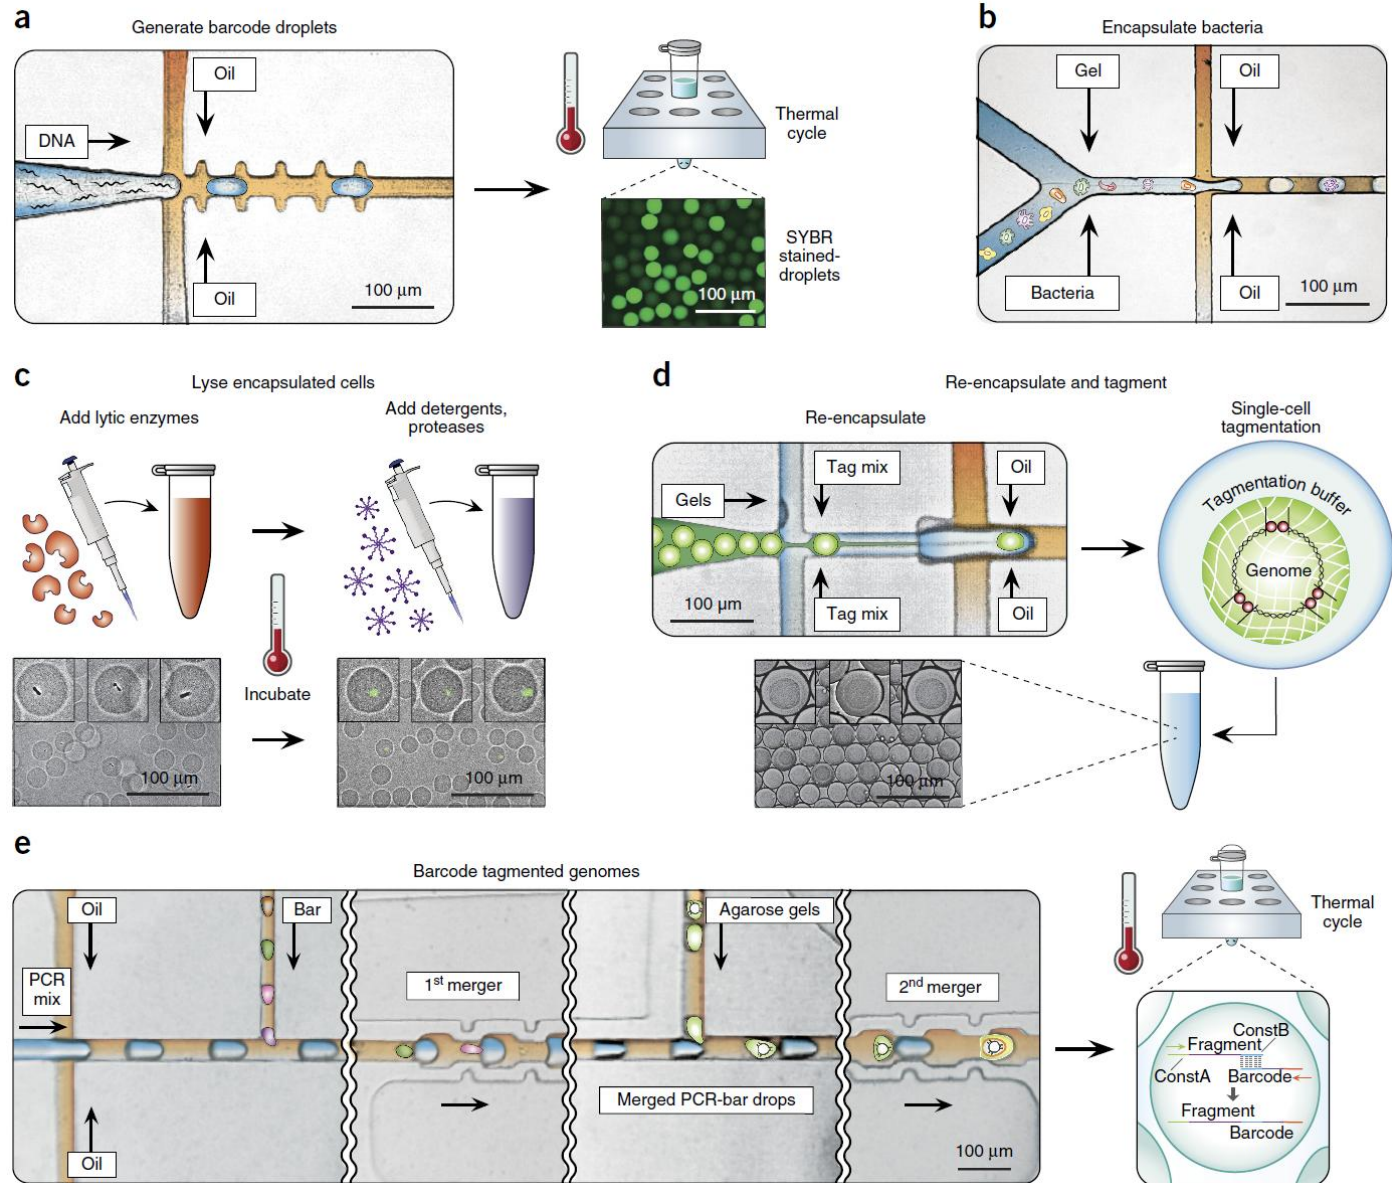 a
Generate barcode droplets
DNA
Oil
Oil
100 µm
Thermal
cycle
SYBR
stained-
droplets
100 µm
b
Encapsulate bacteria
Gel
Oil
Bacteria
Oil
100 µm
c
Lyse encapsulated cells
Add lytic enzymes
Add detergents,
proteases
Incubate
100 µm
100 µm
d
Re-encapsulate and tagment
Re-encapsulate
Single-cell
tagmentation
Gels
Tag mix
Oil
Tag mix
Oil
100 µm
Tagmentation buffer
Genome
100 µm
e
Barcode tagmented genomes
Oil
Bar
PCR
mix
Oil
1st merger
Agarose gels
Merged PCR-bar drops
2nd merger
100 µm
Thermal
cycle
ConstB
Fragment
ConstA
Barcode
Fragment
Barcode